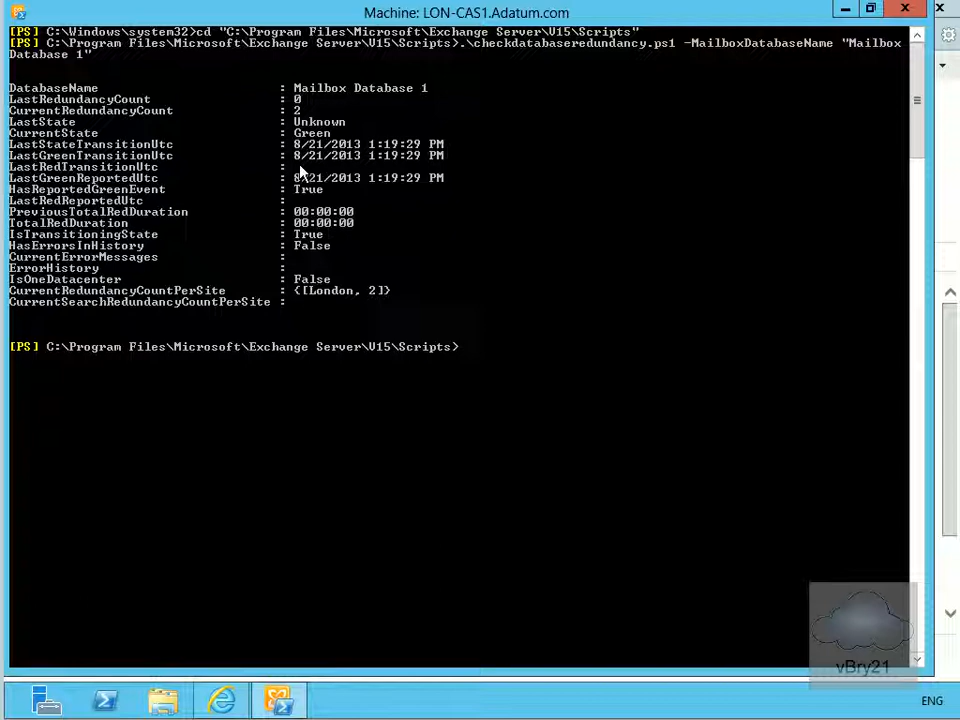 Machine: LON-CAS1.Adatum.com
[PS] C:\Windows\system32>cd "C:\Program Files\Microsoft\Exchange Server\V15\Scripts"
[PS] C:\Program Files\Microsoft\Exchange Server\V15\Scripts>.\checkdatabaseredundancy.ps1 -MailboxDatabaseName "Mailbox
Database 1"
DatabaseName : Mailbox Database 1
LastRedundancyCount : 0
CurrentRedundancyCount : 2
LastState : Unknown
CurrentState : Green
LastStateTransitionUtc : 8/21/2013 1:19:29 PM
LastGreenTransitionUtc : 8/21/2013 1:19:29 PM
LastRedTransitionUtc :
LastGreenReportedUtc : 8/21/2013 1:19:29 PM
HasReportedGreenEvent : True
LastRedReportedUtc :
PreviousTotalRedDuration : 00:00:00
TotalRedDuration : 00:00:00
IsTransitioningState : True
HasErrorsInHistory : False
CurrentErrorMessages :
ErrorHistory :
IsOneDatacenter : False
CurrentRedundancyCountPerSite : {[London, 2]}
CurrentSearchRedundancyCountPerSite :
[PS] C:\Program Files\Microsoft\Exchange Server\V15\Scripts>
vBry21
ENG